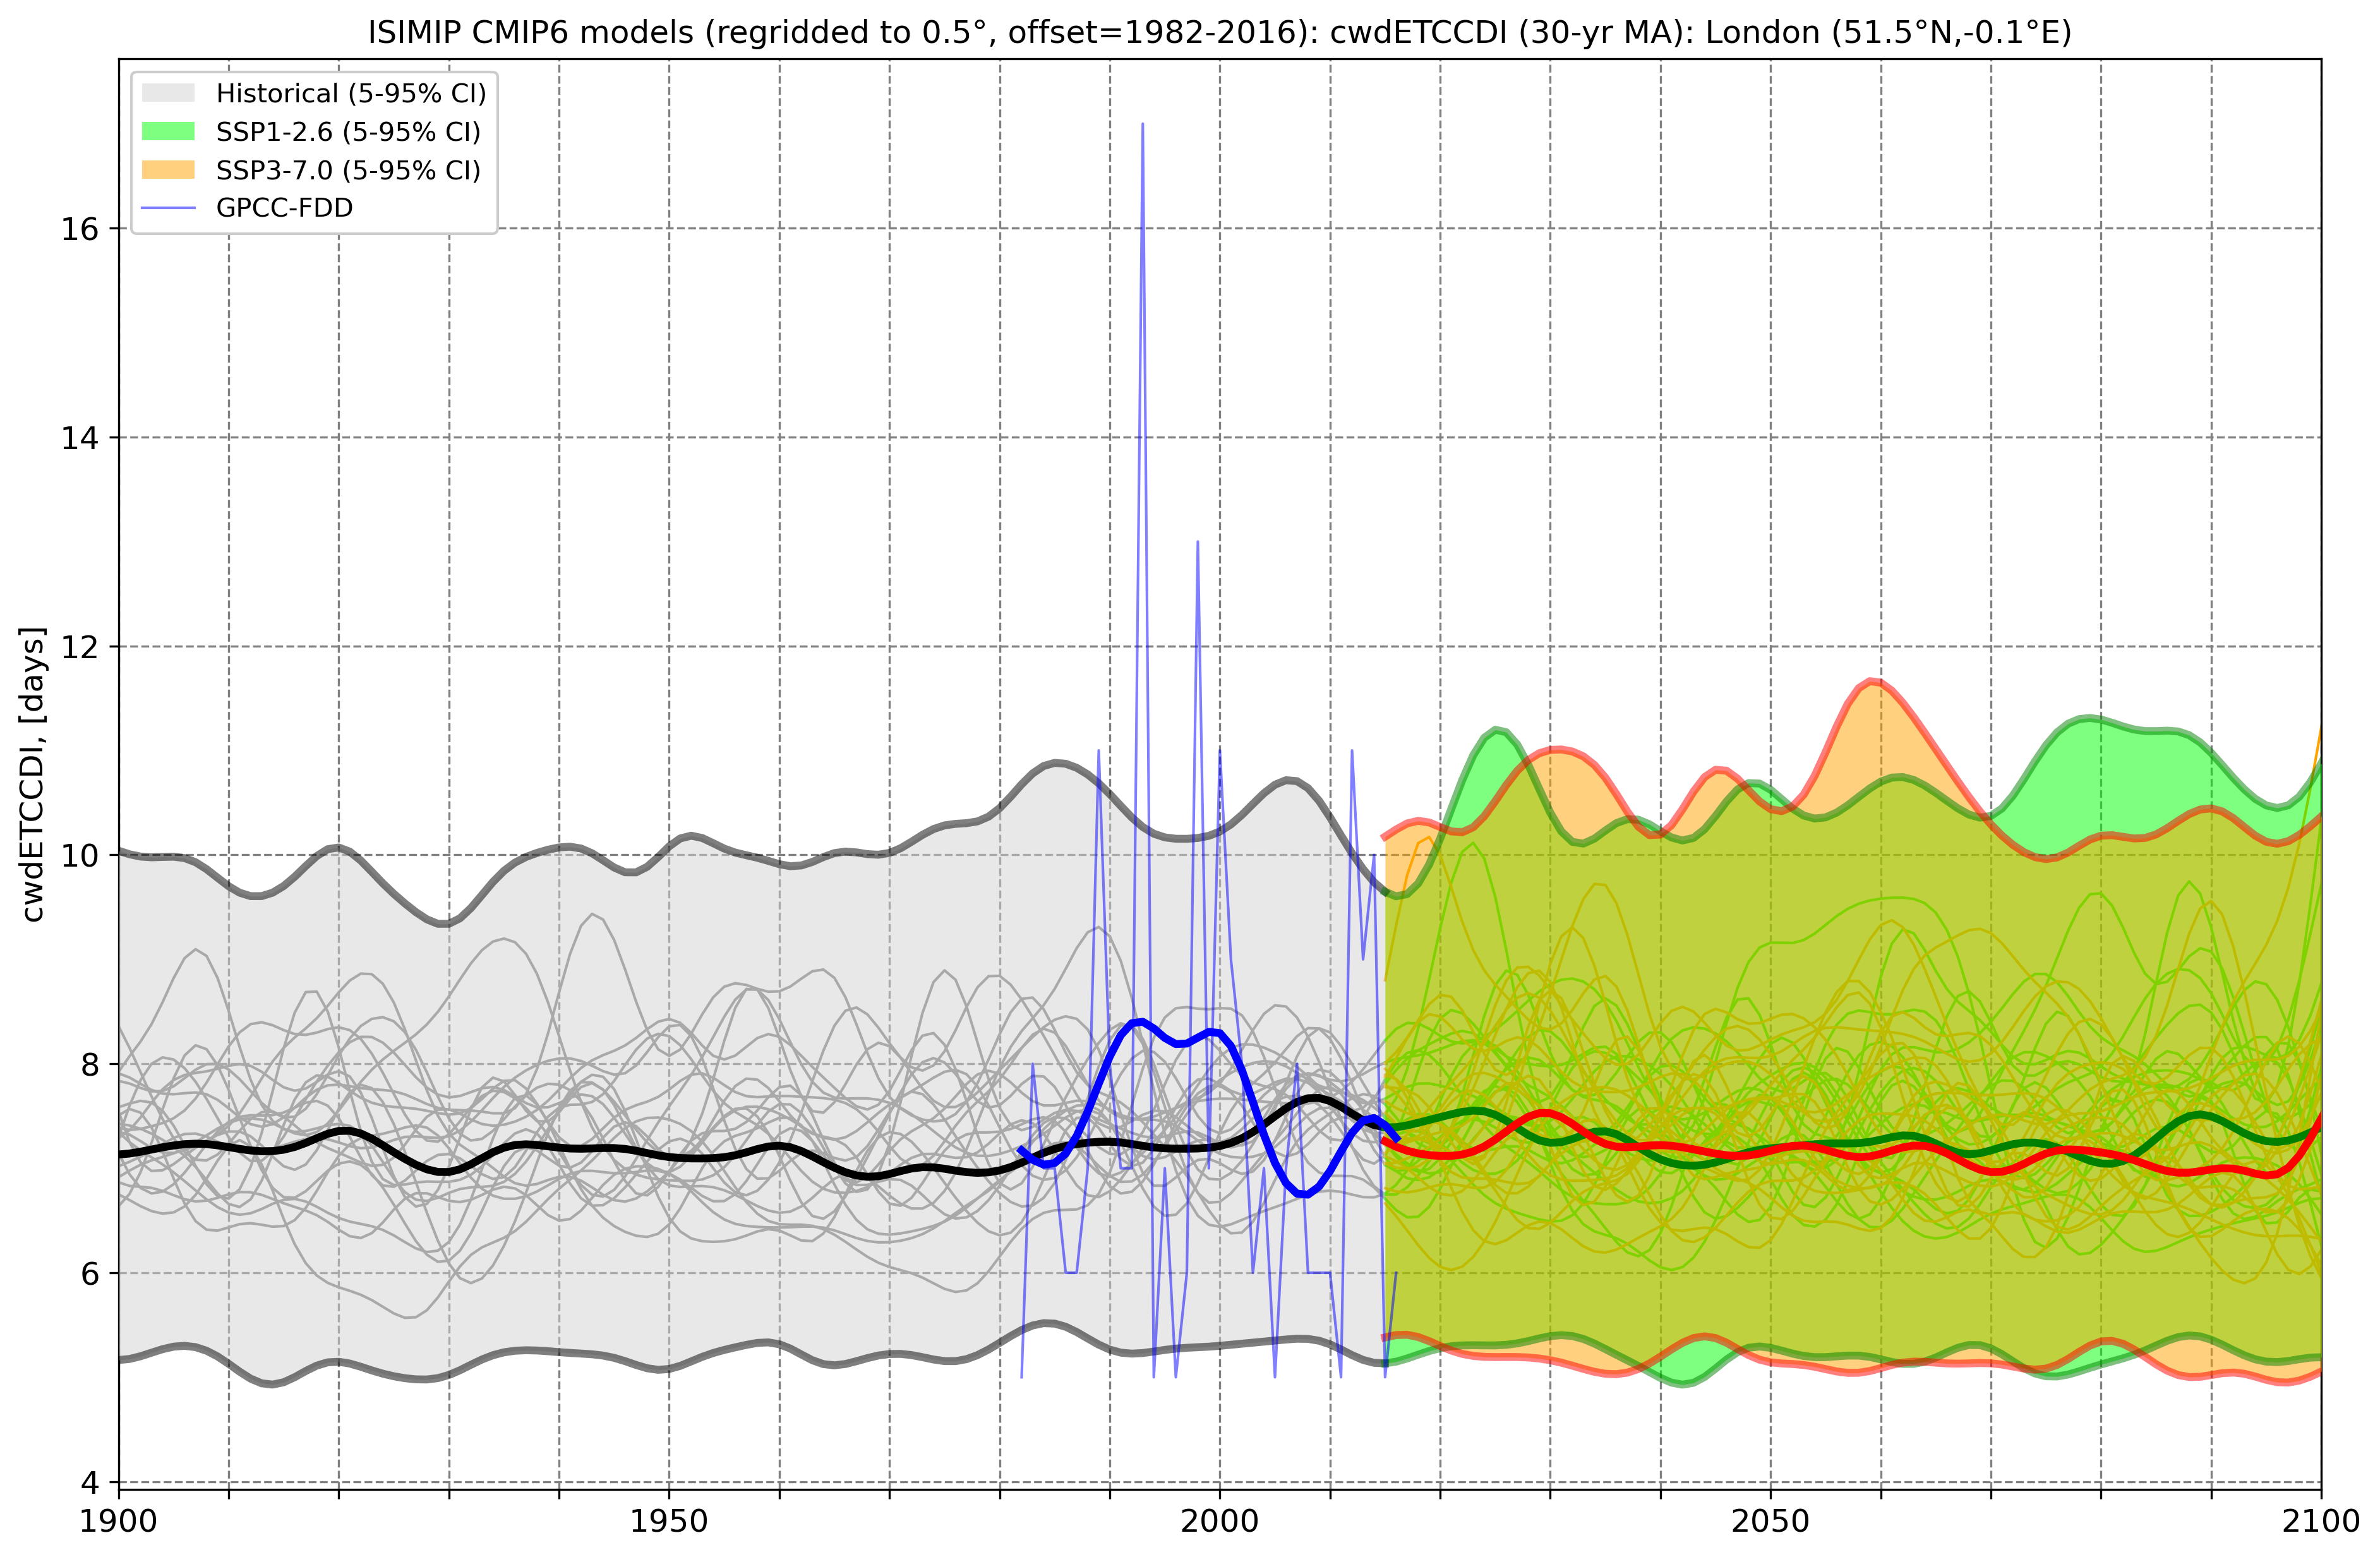 ISIMIP CMIP6 models (regridded to 0.5°, offset=1982-2016): cwdETCCDI (30-yr MA): London (51.5°N,-0.1°E)
Historical (5-95% CI)
SSP1-2.6 (5-95% CI)
SSP3-7.0 (5-95% CI)
GPCC-FDD
cwdETCCDI, [days]
16
14
12
10
8
6
4
1900
1950
2000
2050
2100